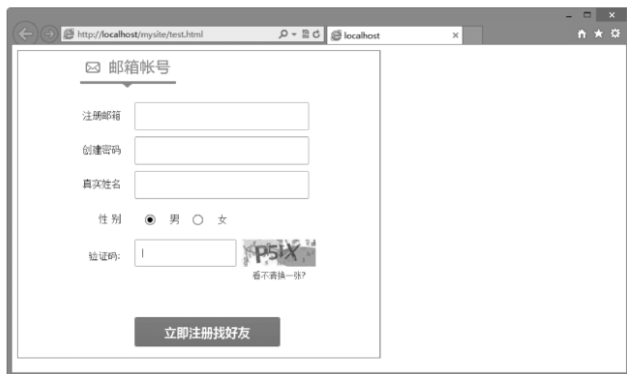 http://localhost/mysite/test.html
localhost
邮箱帐号
注册邮箱
创建密码
真实姓名
性 别 男 女
验证码:
P5IX
看不清换一张?
立即注册找好友